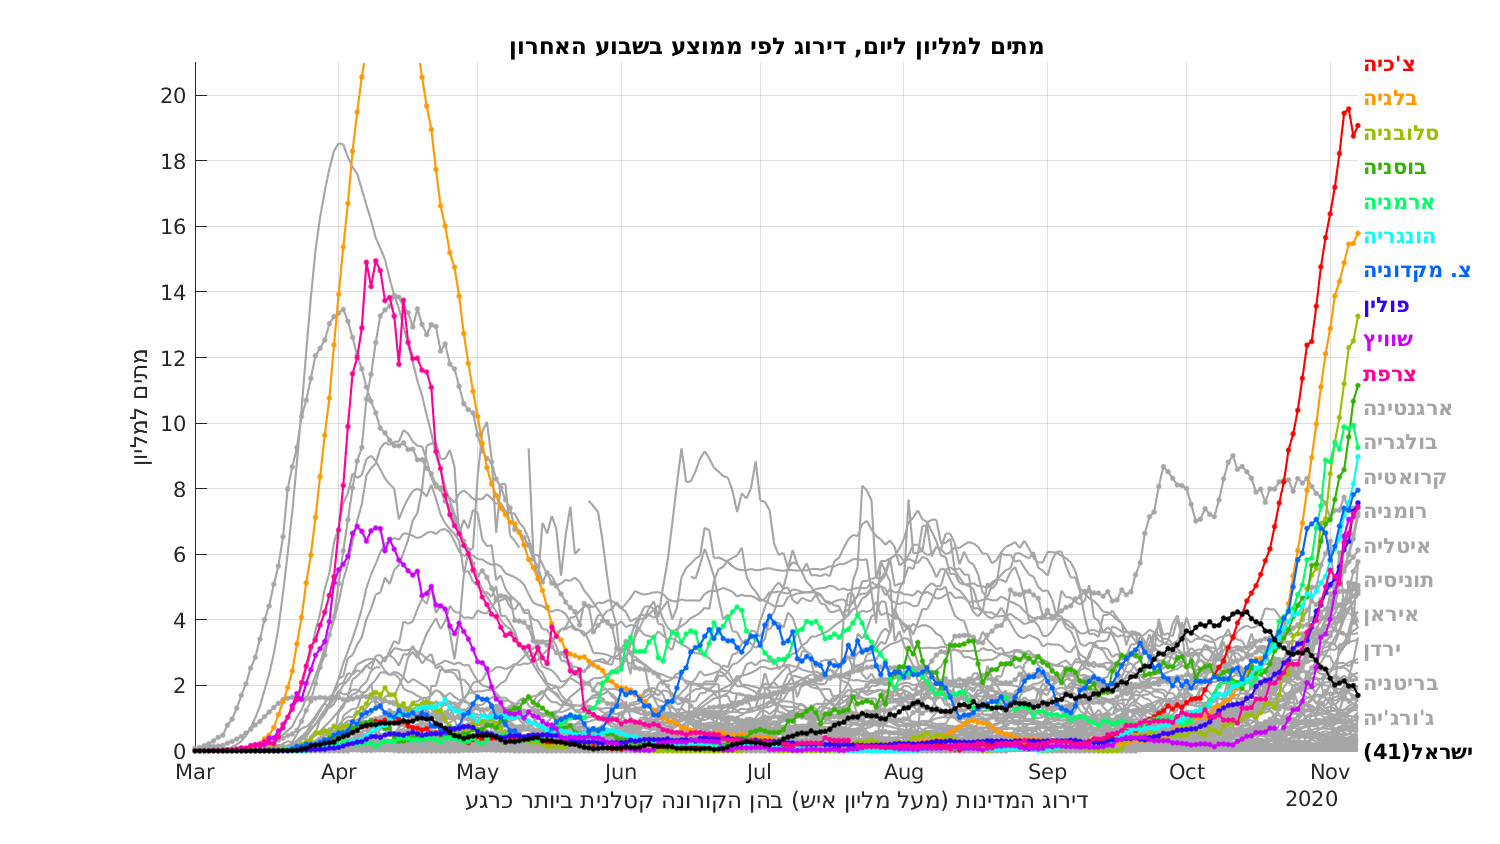 מתים למליון ליום, דירוג לפי ממוצע בשבוע האחרון
מתים למליון
20
18
16
14
12
10
8
6
4
2
0
Mar Apr May Jun Jul Aug Sep Oct Nov
2020
דירוג המדינות (מעל מליון איש) בהן הקורונה קטלנית ביותר כרגע
צ'כיה
בלגיה
סלובניה
בוסניה
ארמניה
הונגריה
צ. מקדוניה
פולין
שוויץ
צרפת
ארגנטינה
בולגריה
קרואטיה
רומניה
איטליה
תוניסיה
איראן
ירדן
בריטניה
ג'ורג'יה
ישראל(41)